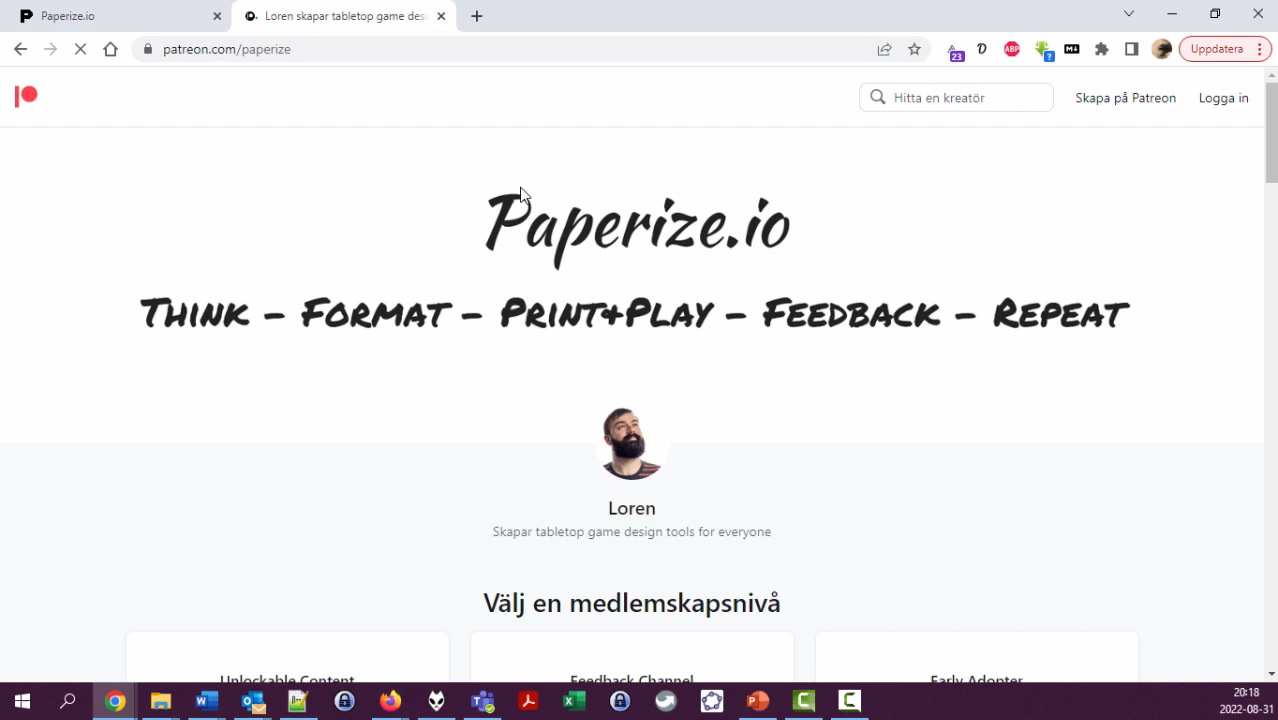 Paperize.io
Loren skapar tabletop game des
patreon.com/paperize
23
ABP
?
Uppdatera
Hitta en kreatör
Skapa på Patreon
Logga in
Paperize.io
Think - Format - Print&Play - Feedback - Repeat
Loren
Skapar tabletop game design tools for everyone
Välj en medlemskapsnivå
Unlockable Content
Feedback Channel
Early Adopter
20:18
2022-08-31